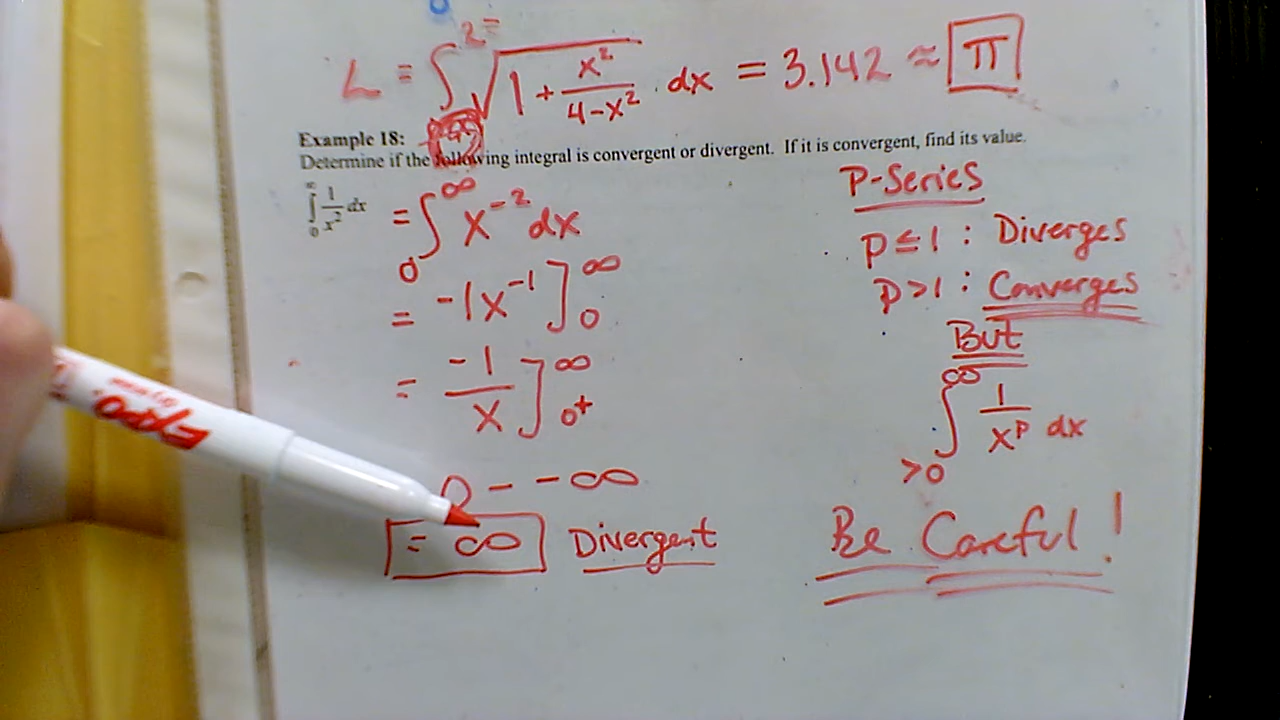 L = ∫ 2⁻ √(1 + x²/(4-x²)) dx = 3.142 ≈ π
Example 18:
Determine if the following integral is convergent or divergent. If it is convergent, find its value.
∫₀^∞ 1/x² dx = ∫₀^∞ x⁻² dx
= -1x⁻¹]₀^∞
= -1/x]₀⁺^∞
0 - -∞
= ∞ Divergent
P-Series
P ≤ 1 : Diverges
P > 1 : Converges
But
∫_{>0}^∞ 1/x^p dx
Be Careful!
EXPO